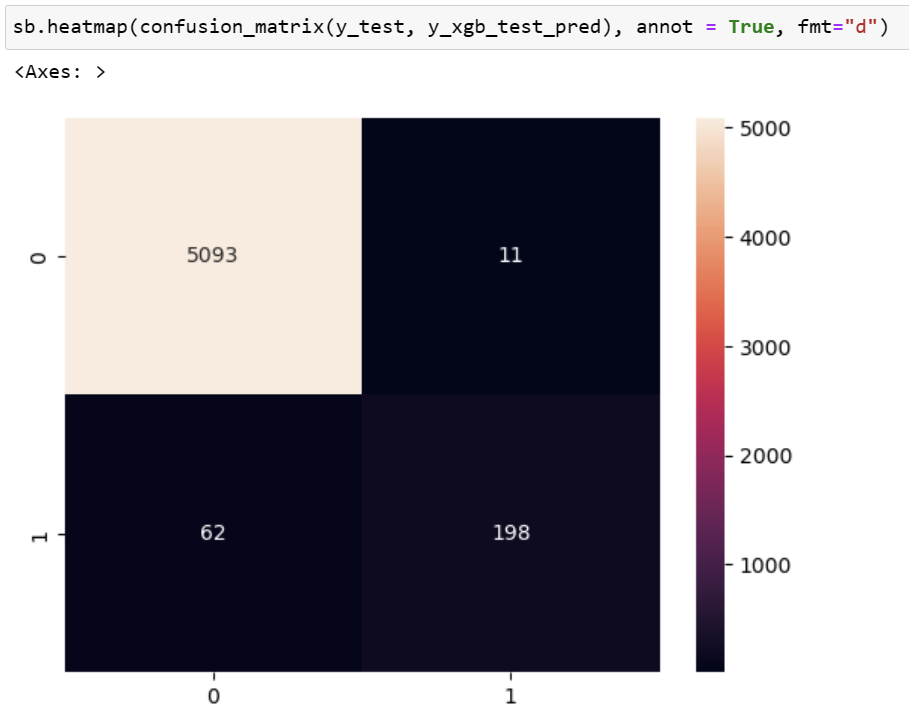 sb.heatmap(confusion_matrix(y_test, y_xgb_test_pred), annot = True, fmt="d")
<Axes: >
5000
0 5093 11
4000
3000
2000
1 62 198
1000
0 1